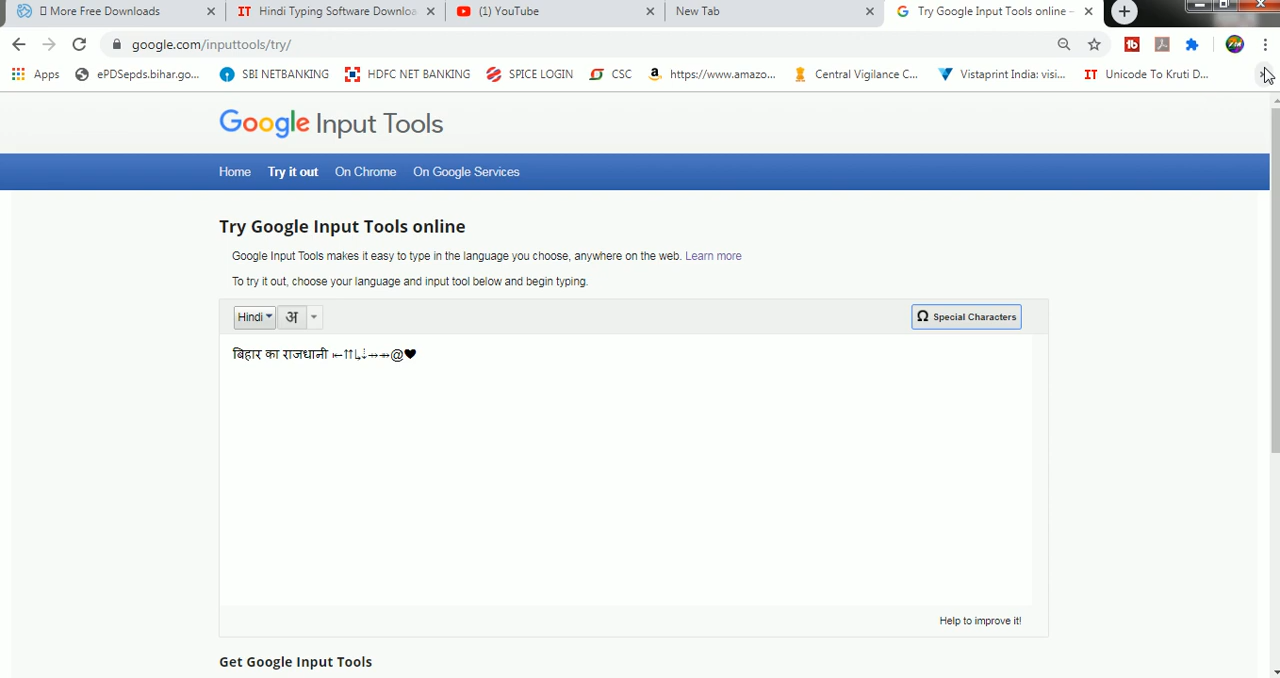 More Free Downloads
Hindi Typing Software Downloa
(1) YouTube
New Tab
Try Google Input Tools online –
google.com/inputtools/try/
Apps
ePDSepds.bihar.go...
SBI NETBANKING
HDFC NET BANKING
SPICE LOGIN
CSC
https://www.amazo...
Central Vigilance C...
Vistaprint India: visi...
IT Unicode To Kruti D...
Google Input Tools
Home Try it out On Chrome On Google Services
Try Google Input Tools online
Google Input Tools makes it easy to type in the language you choose, anywhere on the web. Learn more
To try it out, choose your language and input tool below and begin typing.
Hindi अ Ω Special Characters
बिहार का राजधानी ⇤⇈↳⇣⇢↠@♥
Help to improve it!
Get Google Input Tools